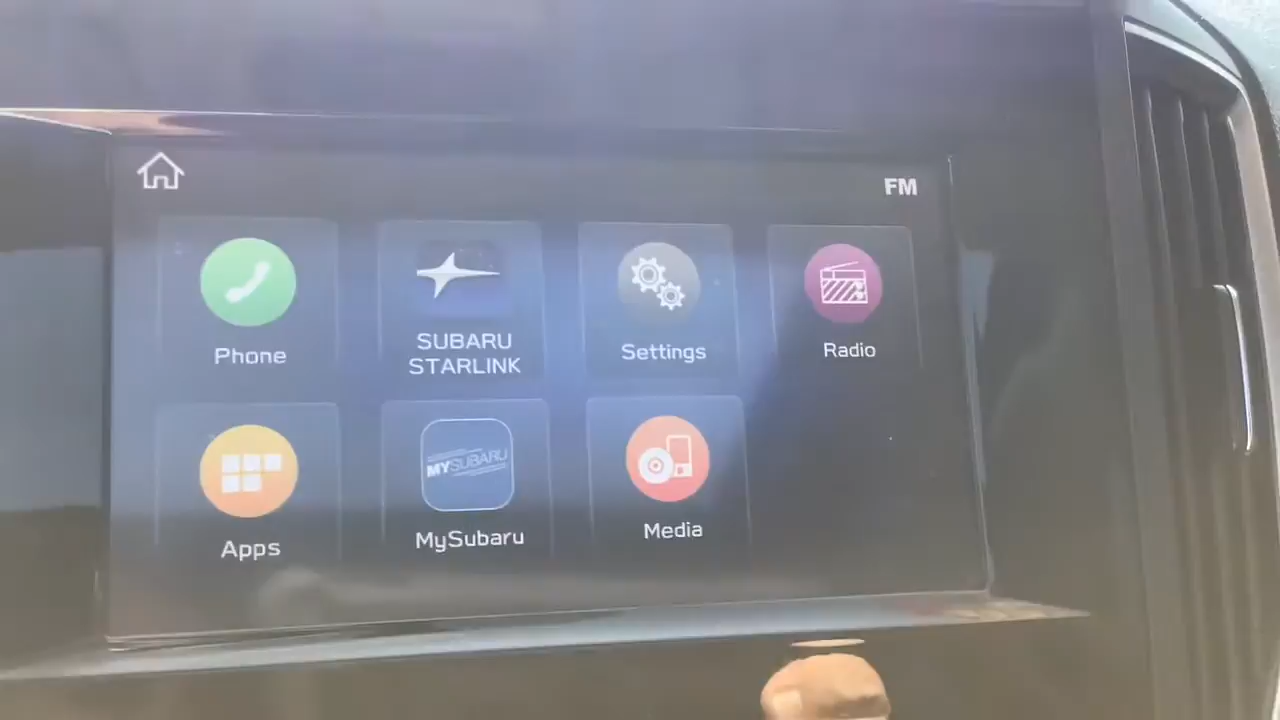 FM
Phone
SUBARU
STARLINK
Settings
Radio
MYSUBARU
Apps
MySubaru
Media